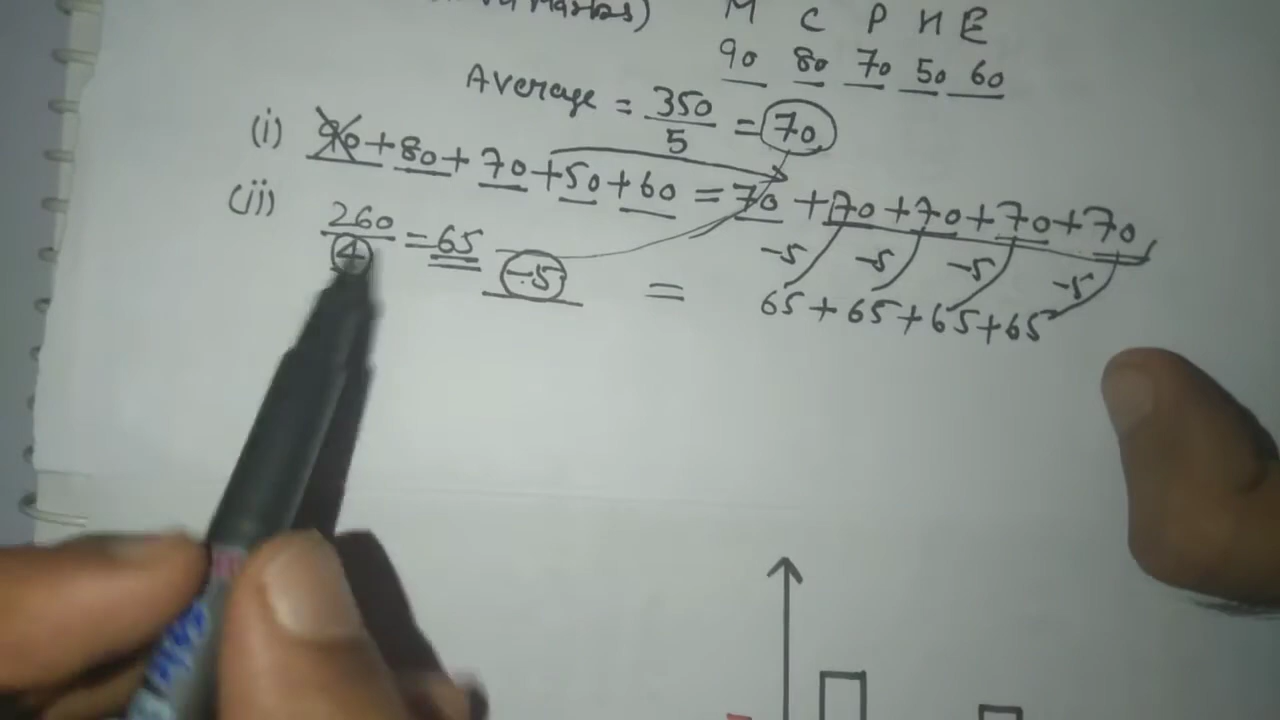 M C P H E
90 80 70 50 60
Average = 350/5 = 70
(i) 90 + 80 + 70 + 50 + 60 = 70 + 70 + 70 + 70 + 70
(ii) 260/4 = 65 -5
-5 -5 -5 -5
= 65 + 65 + 65 + 65